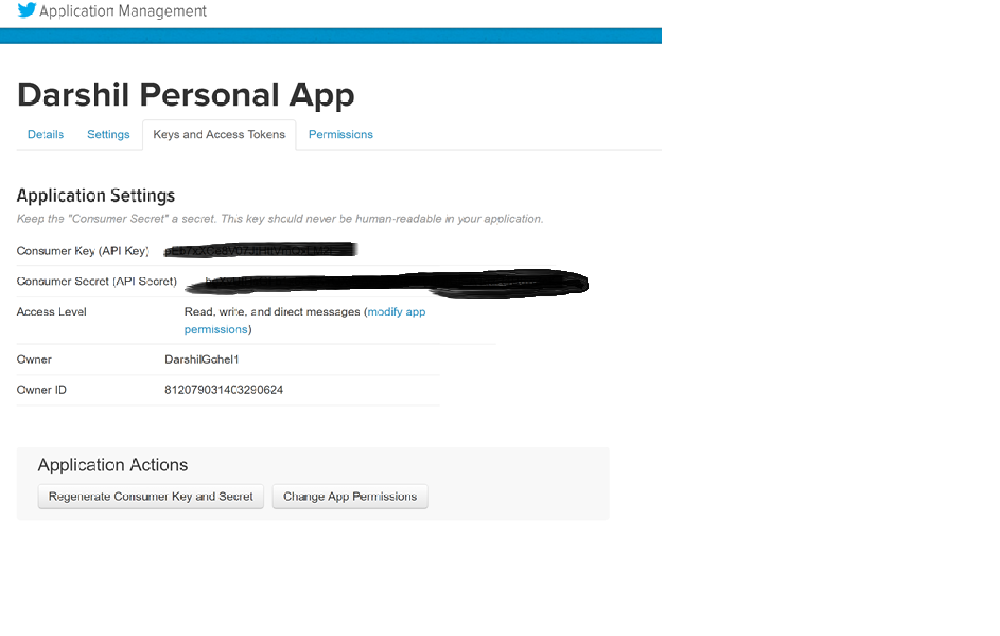 Application Management
Darshil Personal App
Details Settings Keys and Access Tokens Permissions
Application Settings
Keep the "Consumer Secret" a secret. This key should never be human-readable in your application.
Consumer Key (API Key)
Consumer Secret (API Secret)
Access Level Read, write, and direct messages (modify app
permissions)
Owner DarshilGohel1
Owner ID 812079031403290624
Application Actions
Regenerate Consumer Key and Secret Change App Permissions